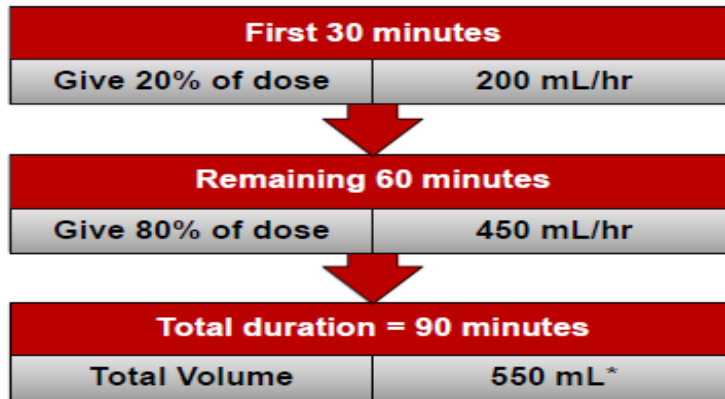 First 30 minutes
Give 20% of dose 200 mL/hr
Remaining 60 minutes
Give 80% of dose 450 mL/hr
Total duration = 90 minutes
Total Volume 550 mL*